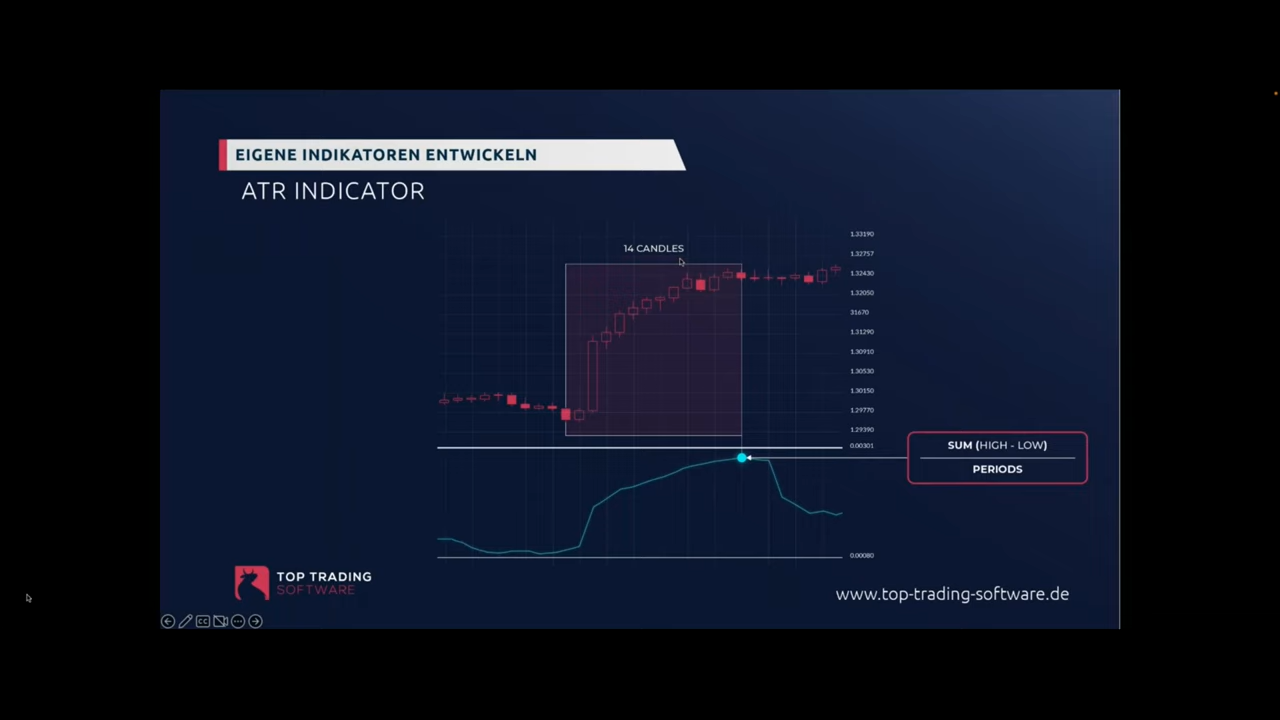 EIGENE INDIKATOREN ENTWICKELN
ATR INDICATOR
14 CANDLES
1.33190
1.32757
1.32430
1.32050
31670
1.31290
1.30910
1.30530
1.30150
1.29770
1.29390
0.00301
SUM (HIGH - LOW)
PERIODS
0.00080
TOP TRADING
SOFTWARE
www.top-trading-software.de
CC